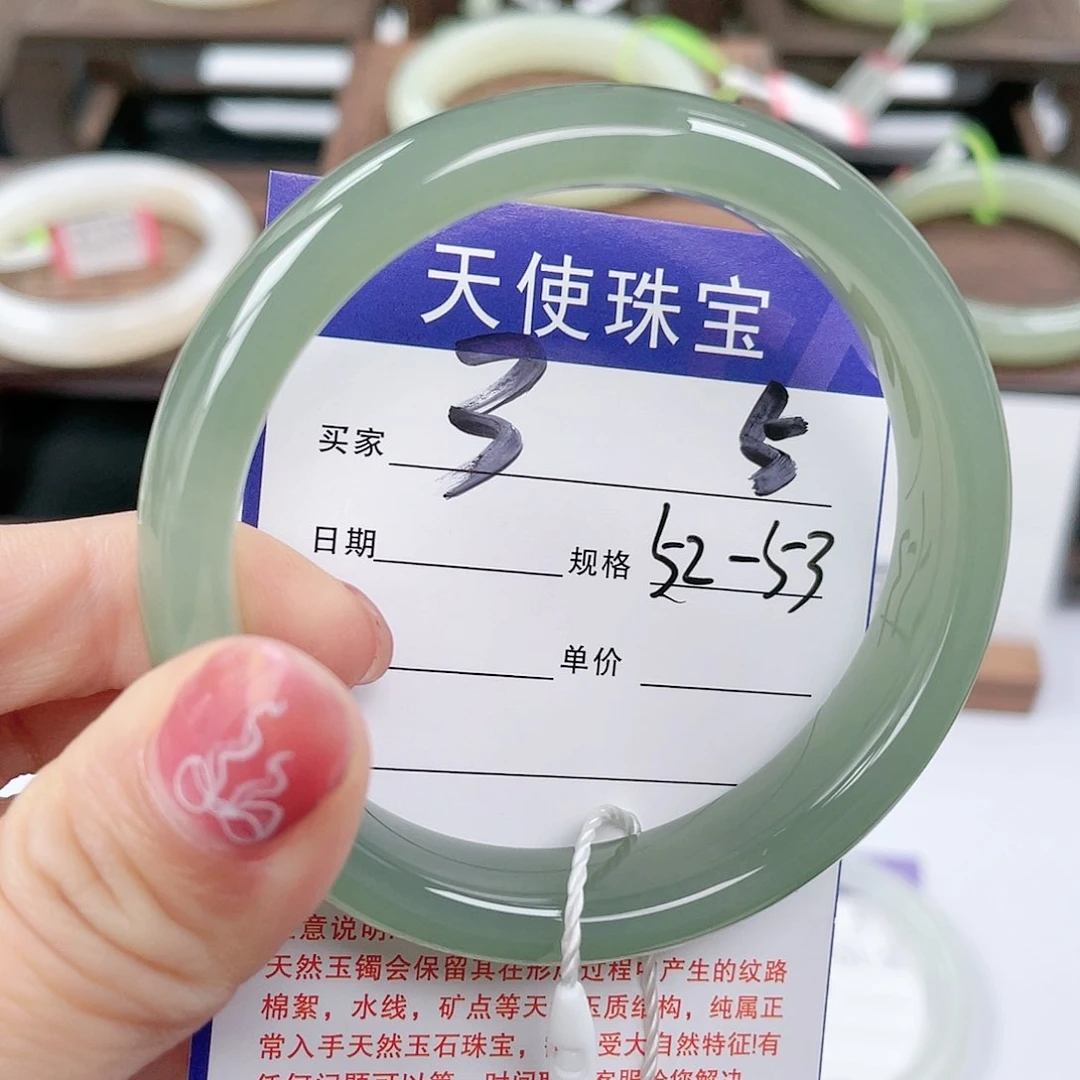 天使珠宝
买家 3 5
日期 规格 52-53
单价
意说明
天然玉镯会保留其在形 过程中产生的纹路
棉絮，水线，矿点等天 玉质结构，纯属正
常入手天然玉石珠宝， 受大自然特征!有